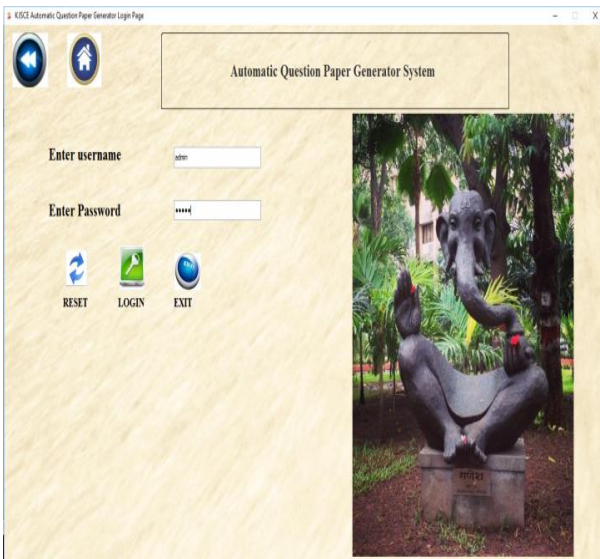 KJSCE Automatic Question Paper Generator Login Page
Automatic Question Paper Generator System
Enter username
admin
Enter Password
•••••
RESET
LOGIN
EXIT
गणेश